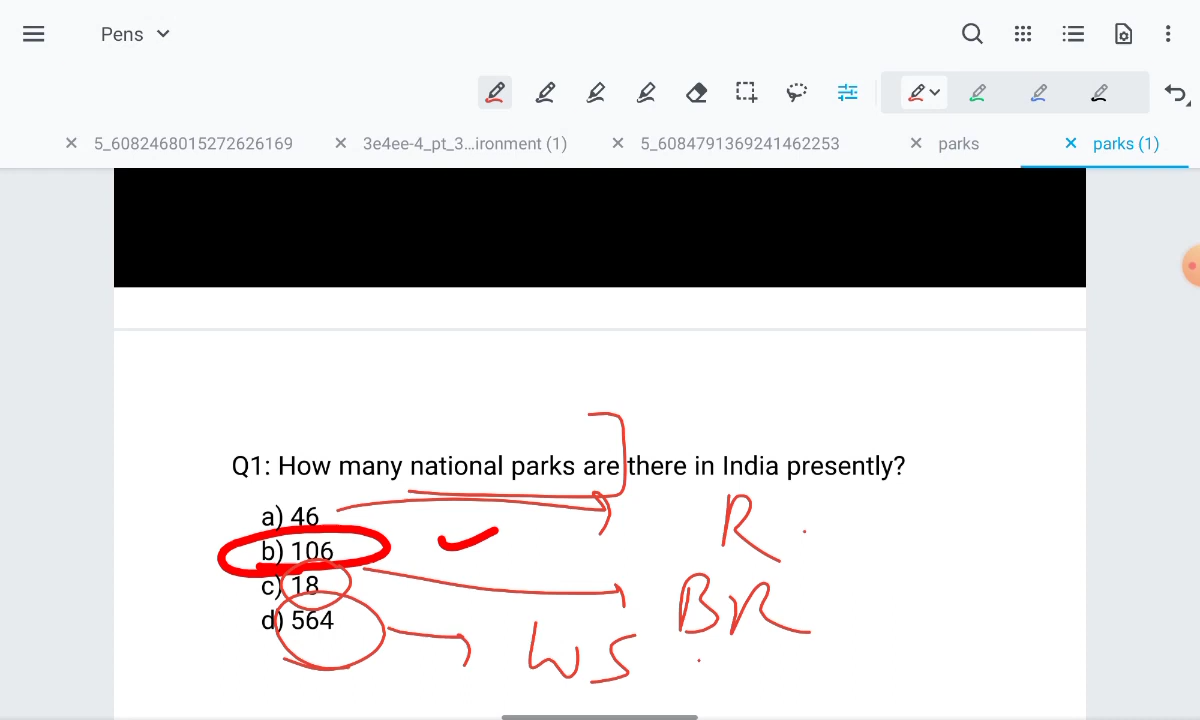 Pens
5_6082468015272626169 3e4ee-4_pt_3...ironment (1) 5_6084791369241462253 parks parks (1)
Q1: How many national parks are there in India presently?
a) 46
R
b) 106
c) 18
BR
d) 564
WS